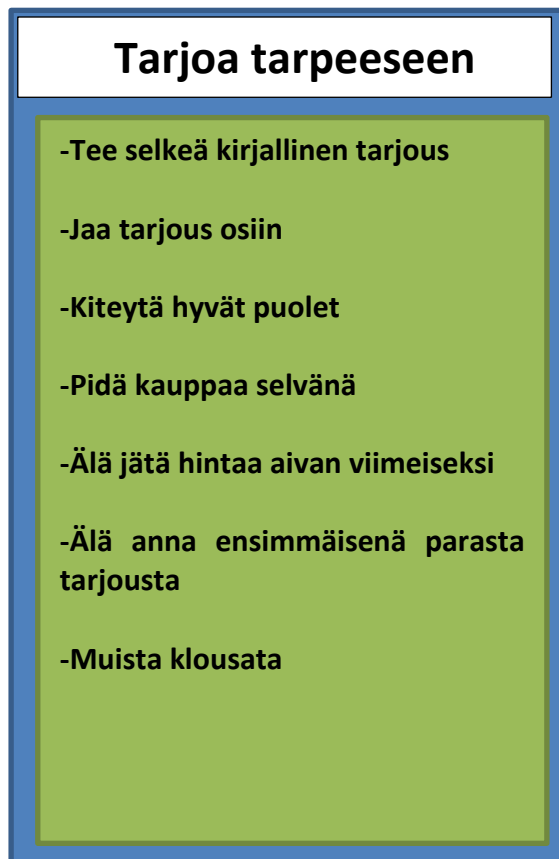 Tarjoa tarpeeseen
-Tee selkeä kirjallinen tarjous
-Jaa tarjous osiin
-Kiteytä hyvät puolet
-Pidä kauppaa selvänä
-Älä jätä hintaa aivan viimeiseksi
-Älä anna ensimmäisenä parasta
tarjousta
-Muista klousata